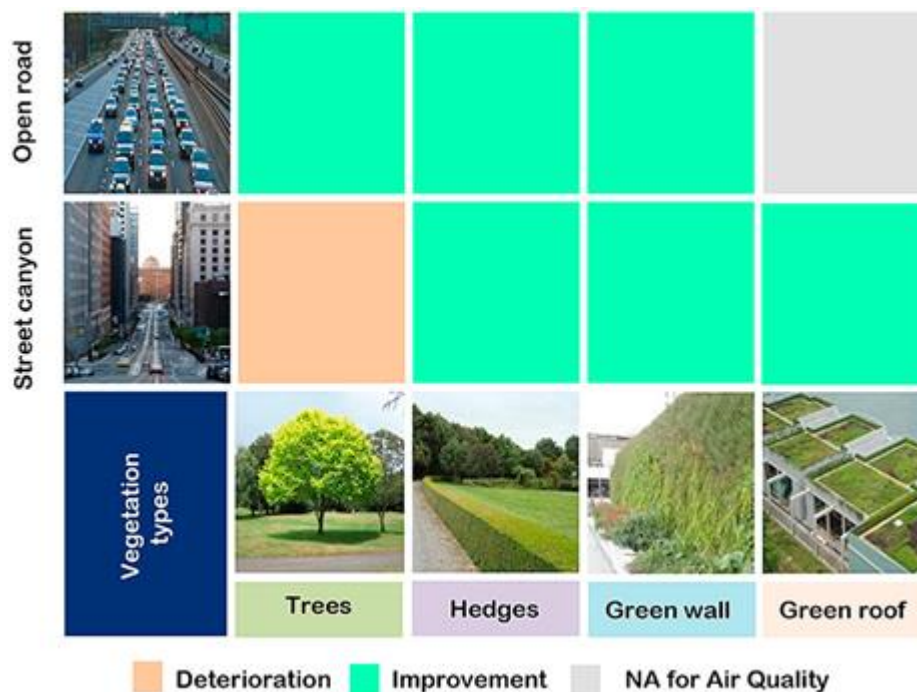 Open road
Street canyon
Vegetation
types
Trees
Hedges
Green wall
Green roof
Deterioration
Improvement
NA for Air Quality